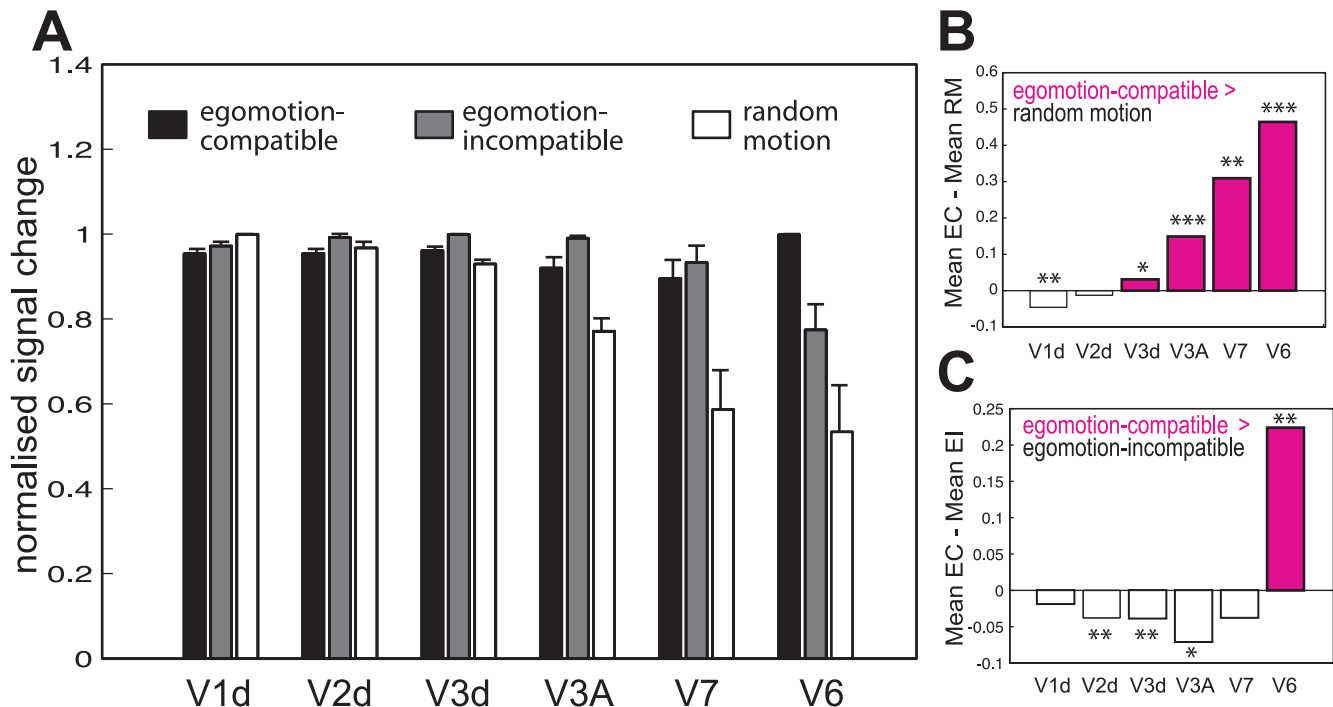 A
normalised signal change
1.4
1.2
1
0.8
0.6
0.4
0.2
0
egomotion-
compatible
egomotion-
incompatible
random
motion
V1d V2d V3d V3A V7 V6
B
Mean EC - Mean RM
0.6
0.5
0.4
0.3
0.2
0.1
0
-0.1
egomotion-compatible >
random motion
** * *** ** ***
V1d V2d V3d V3A V7 V6
C
Mean EC - Mean EI
0.25
0.2
0.15
0.1
0.05
0
-0.05
-0.1
egomotion-compatible >
egomotion-incompatible
** ** * **
V1d V2d V3d V3A V7 V6